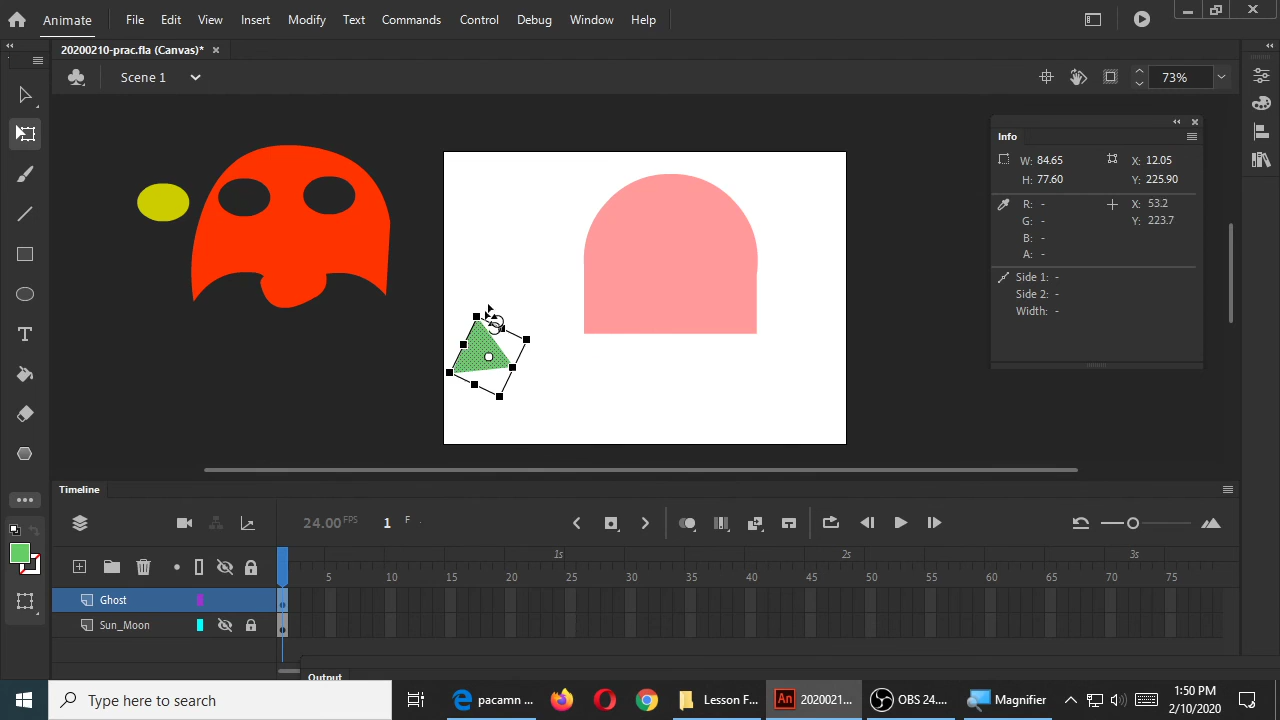 Animate File Edit View Insert Modify Text Commands Control Debug Window Help
20200210-prac.fla (Canvas)* ×
Scene 1 73%
Info
W: 84.65 X: 12.05
H: 77.60 Y: 225.90
R: - X: 53.2
G: - Y: 223.7
B: -
A: -
Side 1: -
Side 2: -
Width: -
Timeline
24.00 FPS 1 F
1s 2s 3s
5 10 15 20 25 30 35 40 45 50 55 60 65 70 75
Ghost
Sun_Moon
Output
Type here to search pacamn ... Lesson F... 2020021... OBS 24.... Magnifier 1:50 PM
2/10/2020